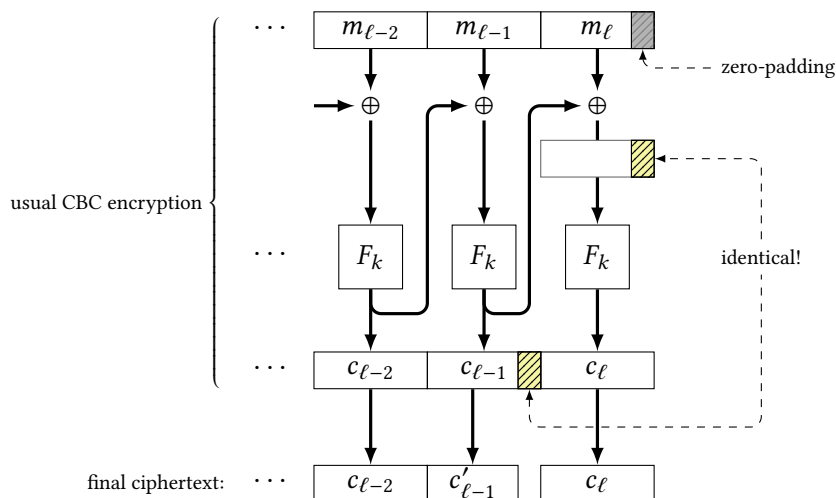 ⋯ m_{ℓ−2} m_{ℓ−1} m_ℓ
zero-padding
⊕ ⊕ ⊕
usual CBC encryption
⋯ F_k F_k F_k
identical!
⋯ c_{ℓ−2} c_{ℓ−1} c_ℓ
final ciphertext: ⋯ c_{ℓ−2} c′_{ℓ−1} c_ℓ